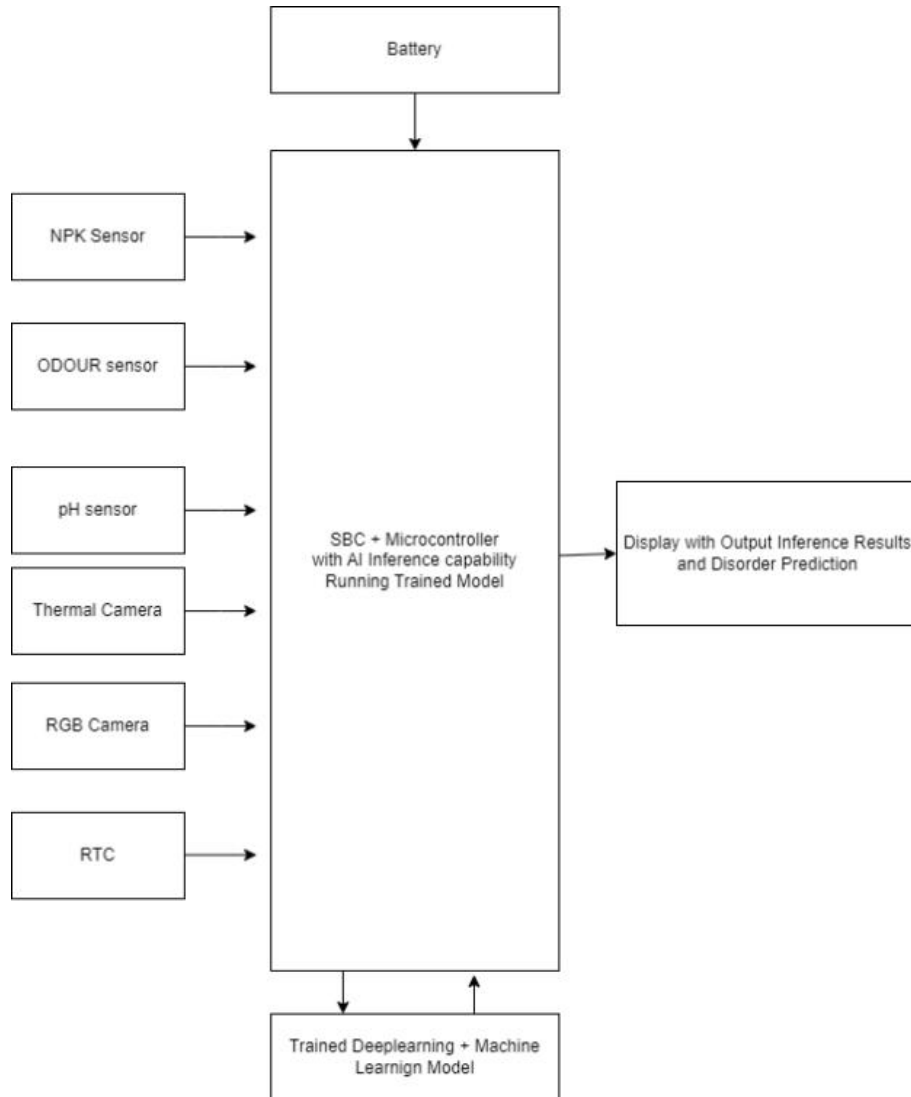 Battery
NPK Sensor
ODOUR sensor
pH sensor
Thermal Camera
RGB Camera
RTC
SBC + Microcontroller
with AI Inference capability
Running Trained Model
Display with Output Inference Results
and Disorder Prediction
Trained Deeplearning + Machine
Learnign Model